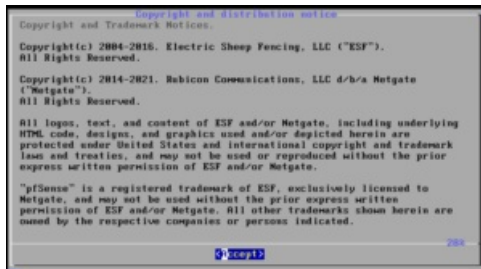 Copyright and distribution notice
Copyright and Trademark Notices.
Copyright(c) 2004-2016. Electric Sheep Fencing, LLC ("ESF").
All Rights Reserved.
Copyright(c) 2014-2021. Rubicon Communications, LLC d/b/a Netgate
("Netgate").
All Rights Reserved.
All logos, text, and content of ESF and/or Netgate, including underlying
HTML code, designs, and graphics used and/or depicted herein are
protected under United States and international copyright and trademark
laws and treaties, and may not be used or reproduced without the prior
express written permission of ESF and/or Netgate.
"pfSense" is a registered trademark of ESF, exclusively licensed to
Netgate, and may not be used without the prior express written
permission of ESF and/or Netgate. All other trademarks shown herein are
owned by the respective companies or persons indicated.
20%
<Accept>